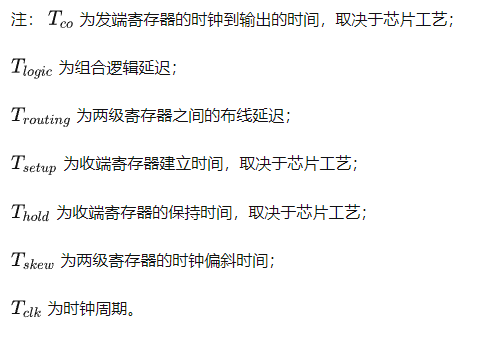 注： T_{co} 为发端寄存器的时钟到输出的时间，取决于芯片工艺；
T_{logic} 为组合逻辑延迟；
T_{routing} 为两级寄存器之间的布线延迟；
T_{setup} 为收端寄存器建立时间，取决于芯片工艺；
T_{hold} 为收端寄存器的保持时间，取决于芯片工艺；
T_{skew} 为两级寄存器的时钟偏斜时间；
T_{clk} 为时钟周期。